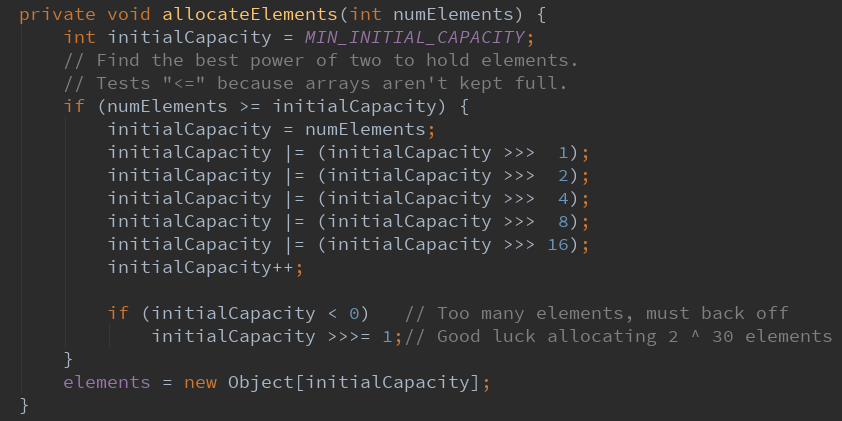 private void allocateElements(int numElements) {
    int initialCapacity = MIN_INITIAL_CAPACITY;
    // Find the best power of two to hold elements.
    // Tests "<=" because arrays aren't kept full.
    if (numElements >= initialCapacity) {
        initialCapacity = numElements;
        initialCapacity |= (initialCapacity >>>  1);
        initialCapacity |= (initialCapacity >>>  2);
        initialCapacity |= (initialCapacity >>>  4);
        initialCapacity |= (initialCapacity >>>  8);
        initialCapacity |= (initialCapacity >>> 16);
        initialCapacity++;

        if (initialCapacity < 0)   // Too many elements, must back off
            initialCapacity >>>= 1;// Good luck allocating 2 ^ 30 elements
    }
    elements = new Object[initialCapacity];
}